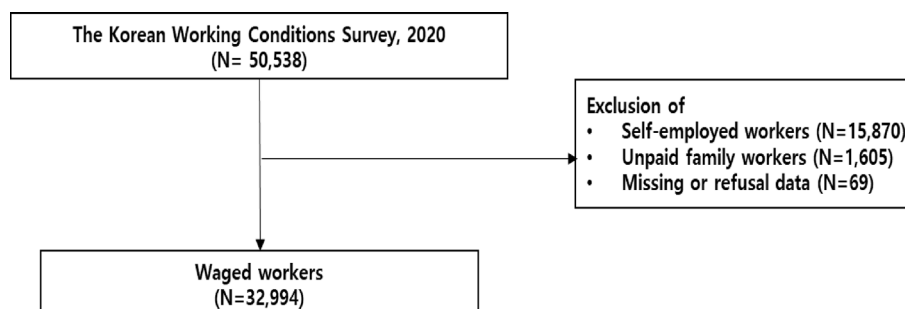 The Korean Working Conditions Survey, 2020
(N= 50,538)
Exclusion of
• Self-employed workers (N=15,870)
• Unpaid family workers (N=1,605)
• Missing or refusal data (N=69)
Waged workers
(N=32,994)